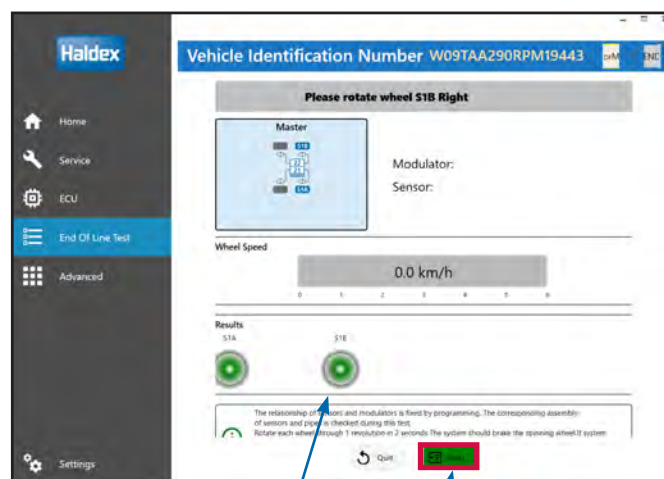 Haldex
Vehicle Identification Number W09TAA290RPM19443 orM END
Please rotate wheel S1B Right
Home
Service
ECU
End Of Line Test
Advanced
Settings
Master
S1B
22
21
S1A
Modulator:
Sensor:
Wheel Speed
0.0 km/h
0 1 2 3 4 5 6
Results
S1A S1B
The relationship of sensors and modulators is fixed by programming. The corresponding assembly
of sensors and pipes is checked during this test.
Rotate each wheel through 1 revolution in 2 seconds The system should brake the spinning wheel If system
Quit